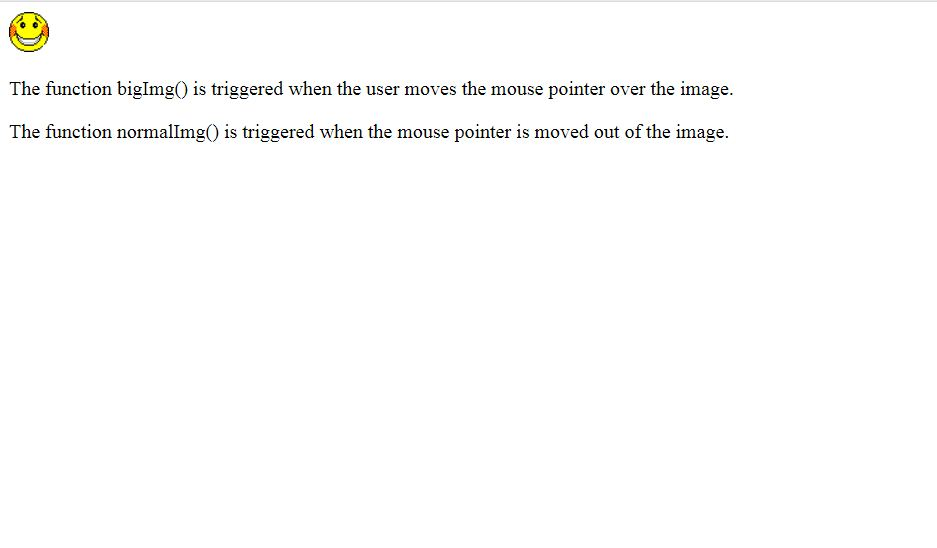 The function bigImg() is triggered when the user moves the mouse pointer over the image.
The function normalImg() is triggered when the mouse pointer is moved out of the image.